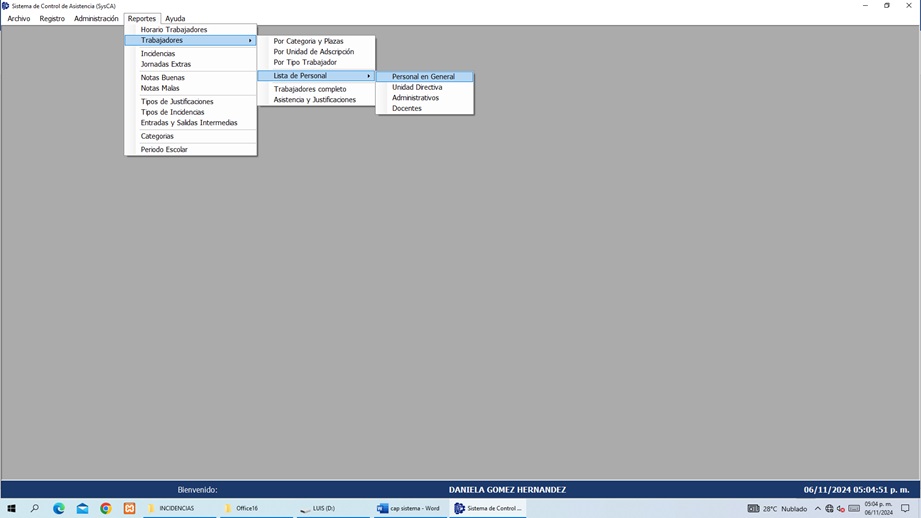 Sistema de Control de Asistencia (SysCA)
Archivo Registro Administración Reportes Ayuda
Horario Trabajadores
Trabajadores
Incidencias
Jornadas Extras
Notas Buenas
Notas Malas
Tipos de Justificaciones
Tipos de Incidencias
Entradas y Salidas Intermedias
Categorias
Periodo Escolar
Por Categoria y Plazas
Por Unidad de Adscripción
Por Tipo Trabajador
Lista de Personal
Trabajadores completo
Asistencia y Justificaciones
Personal en General
Unidad Directiva
Administrativos
Docentes
Bienvenido: DANIELA GOMEZ HERNANDEZ 06/11/2024 05:04:51 p. m.
INCIDENCIAS Office16 LUIS (D:) cap sistema - Word Sistema de Control ... 28°C Nublado 05:04 p. m.
06/11/2024